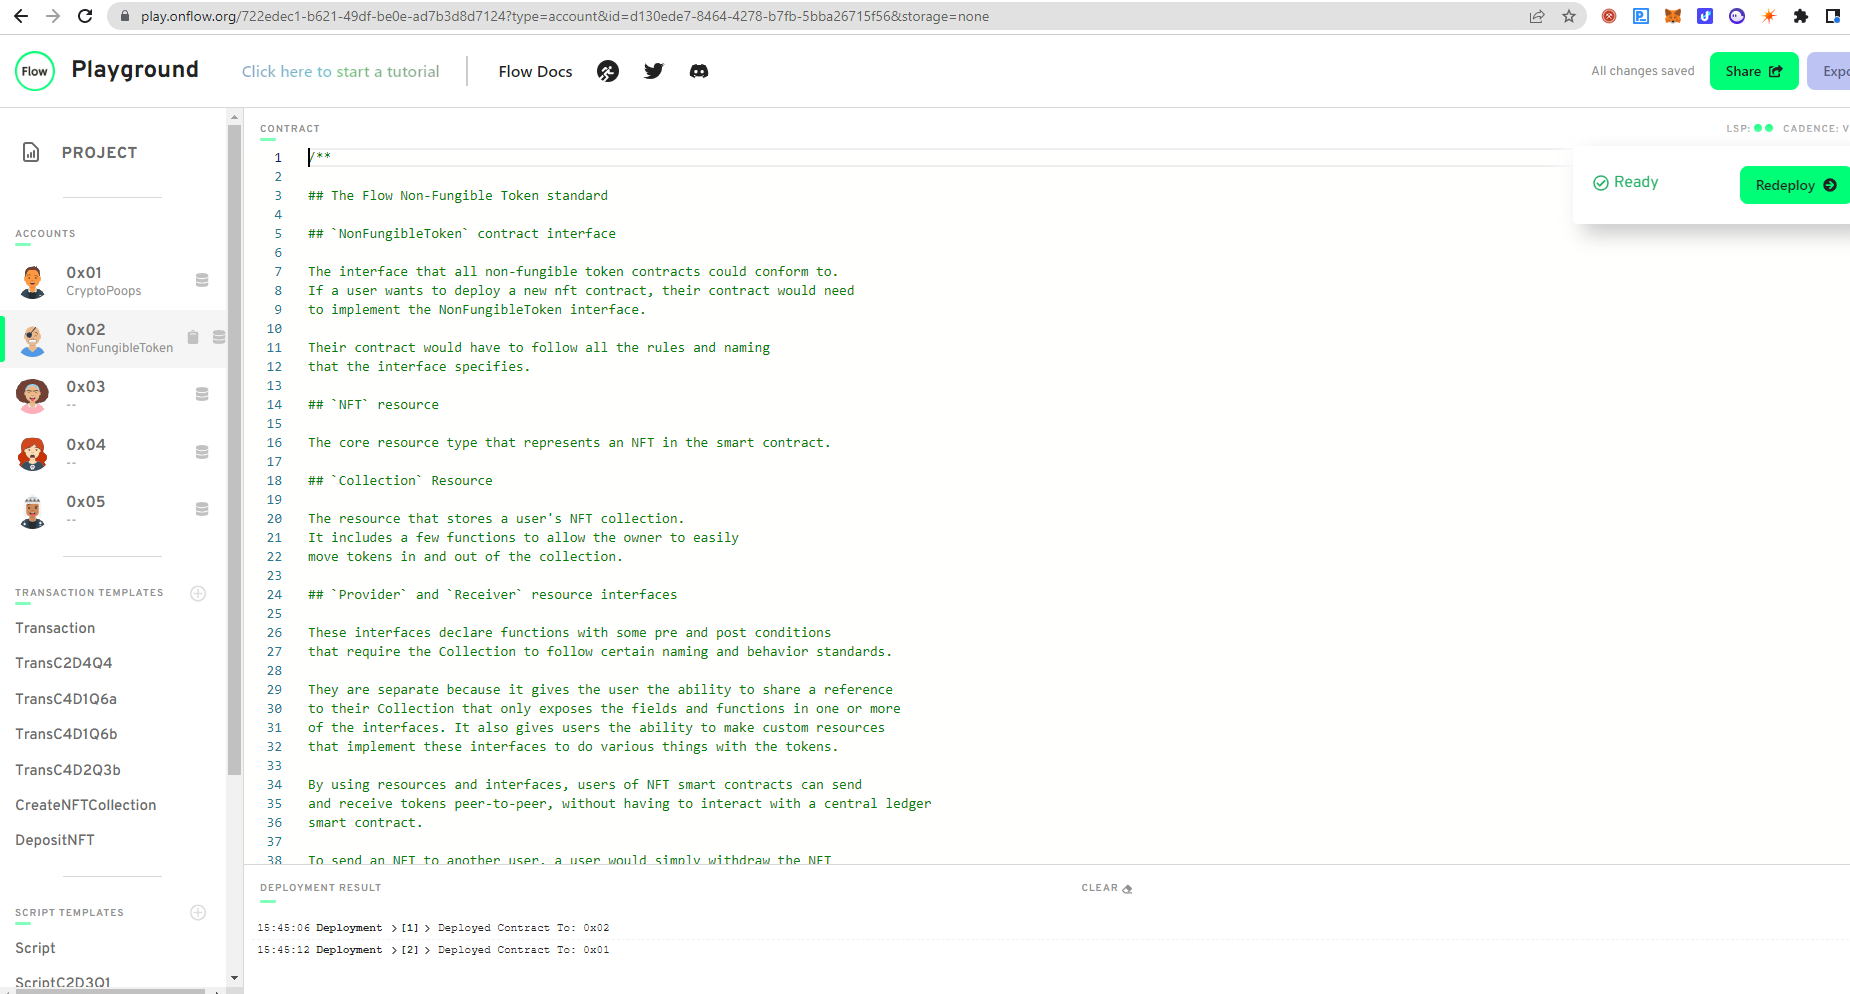 play.onflow.org/722edec1-b621-49df-be0e-ad7b3d8d7124?type=account&id=d130ede7-8464-4278-b7fb-5bba26715f56&storage=none
Flow
Playground
Click here to start a tutorial
Flow Docs
All changes saved
Share
Expo
PROJECT
ACCOUNTS
0x01
CryptoPoops
0x02
NonFungibleToken
0x03
--
0x04
--
0x05
--
TRANSACTION TEMPLATES
Transaction
TransC2D4Q4
TransC4D1Q6a
TransC4D1Q6b
TransC4D2Q3b
CreateNFTCollection
DepositNFT
SCRIPT TEMPLATES
Script
ScriptC2D3Q1
CONTRACT
LSP: CADENCE: V
Ready
Redeploy
1 /**
2
3 ## The Flow Non-Fungible Token standard
4
5 ## `NonFungibleToken` contract interface
6
7 The interface that all non-fungible token contracts could conform to.
8 If a user wants to deploy a new nft contract, their contract would need
9 to implement the NonFungibleToken interface.
10
11 Their contract would have to follow all the rules and naming
12 that the interface specifies.
13
14 ## `NFT` resource
15
16 The core resource type that represents an NFT in the smart contract.
17
18 ## `Collection` Resource
19
20 The resource that stores a user's NFT collection.
21 It includes a few functions to allow the owner to easily
22 move tokens in and out of the collection.
23
24 ## `Provider` and `Receiver` resource interfaces
25
26 These interfaces declare functions with some pre and post conditions
27 that require the Collection to follow certain naming and behavior standards.
28
29 They are separate because it gives the user the ability to share a reference
30 to their Collection that only exposes the fields and functions in one or more
31 of the interfaces. It also gives users the ability to make custom resources
32 that implement these interfaces to do various things with the tokens.
33
34 By using resources and interfaces, users of NFT smart contracts can send
35 and receive tokens peer-to-peer, without having to interact with a central ledger
36 smart contract.
37
38 To send an NFT to another user, a user would simply withdraw the NFT
DEPLOYMENT RESULT
CLEAR
15:45:06 Deployment > [1] > Deployed Contract To: 0x02
15:45:12 Deployment > [2] > Deployed Contract To: 0x01